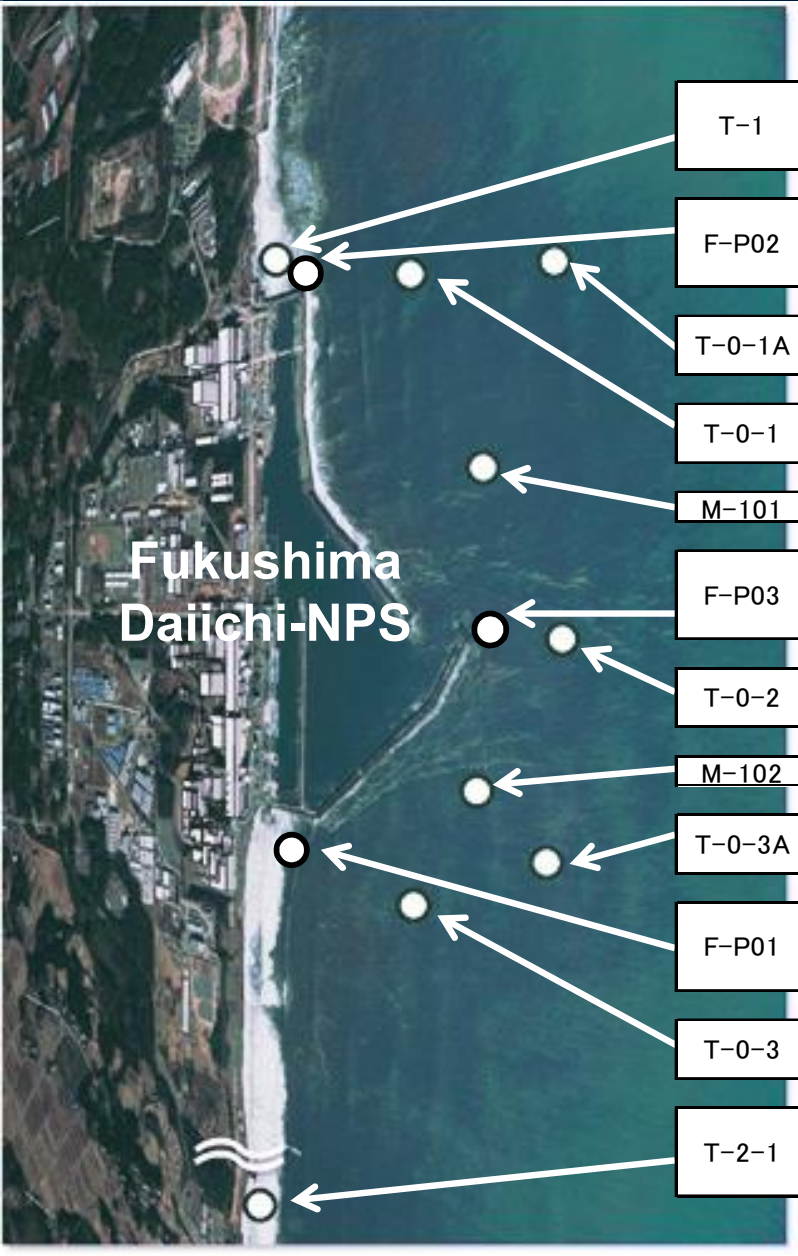 T-1
F-P02
T-0-1A
T-0-1
M-101
Fukushima
Daiichi-NPS
F-P03
T-0-2
M-102
T-0-3A
F-P01
T-0-3
T-2-1